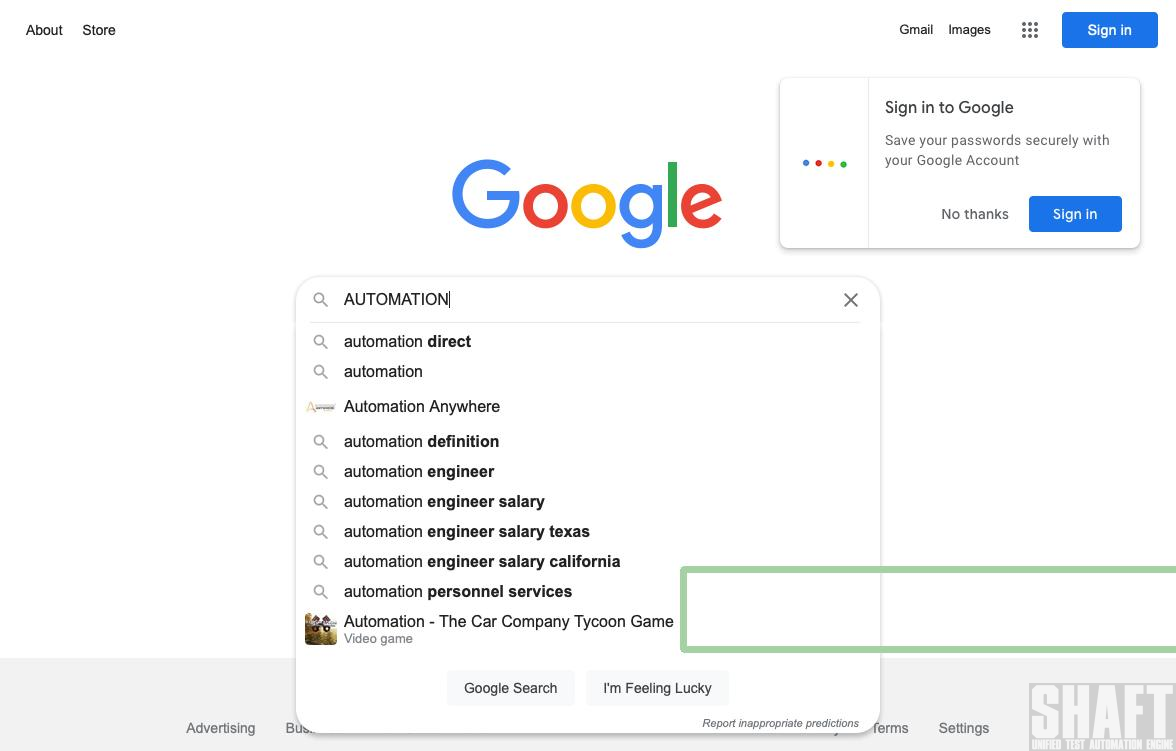 About Store Gmail Images Sign in
Sign in to Google
Save your passwords securely with
your Google Account
No thanks Sign in
Google
AUTOMATION
automation direct
automation
Automation Anywhere
automation definition
automation engineer
automation engineer salary
automation engineer salary texas
automation engineer salary california
automation personnel services
Automation - The Car Company Tycoon Game
Video game
Google Search I'm Feeling Lucky
Report inappropriate predictions
Advertising Terms Settings
SHAFT
UNIFIED TEST AUTOMATION ENGINE